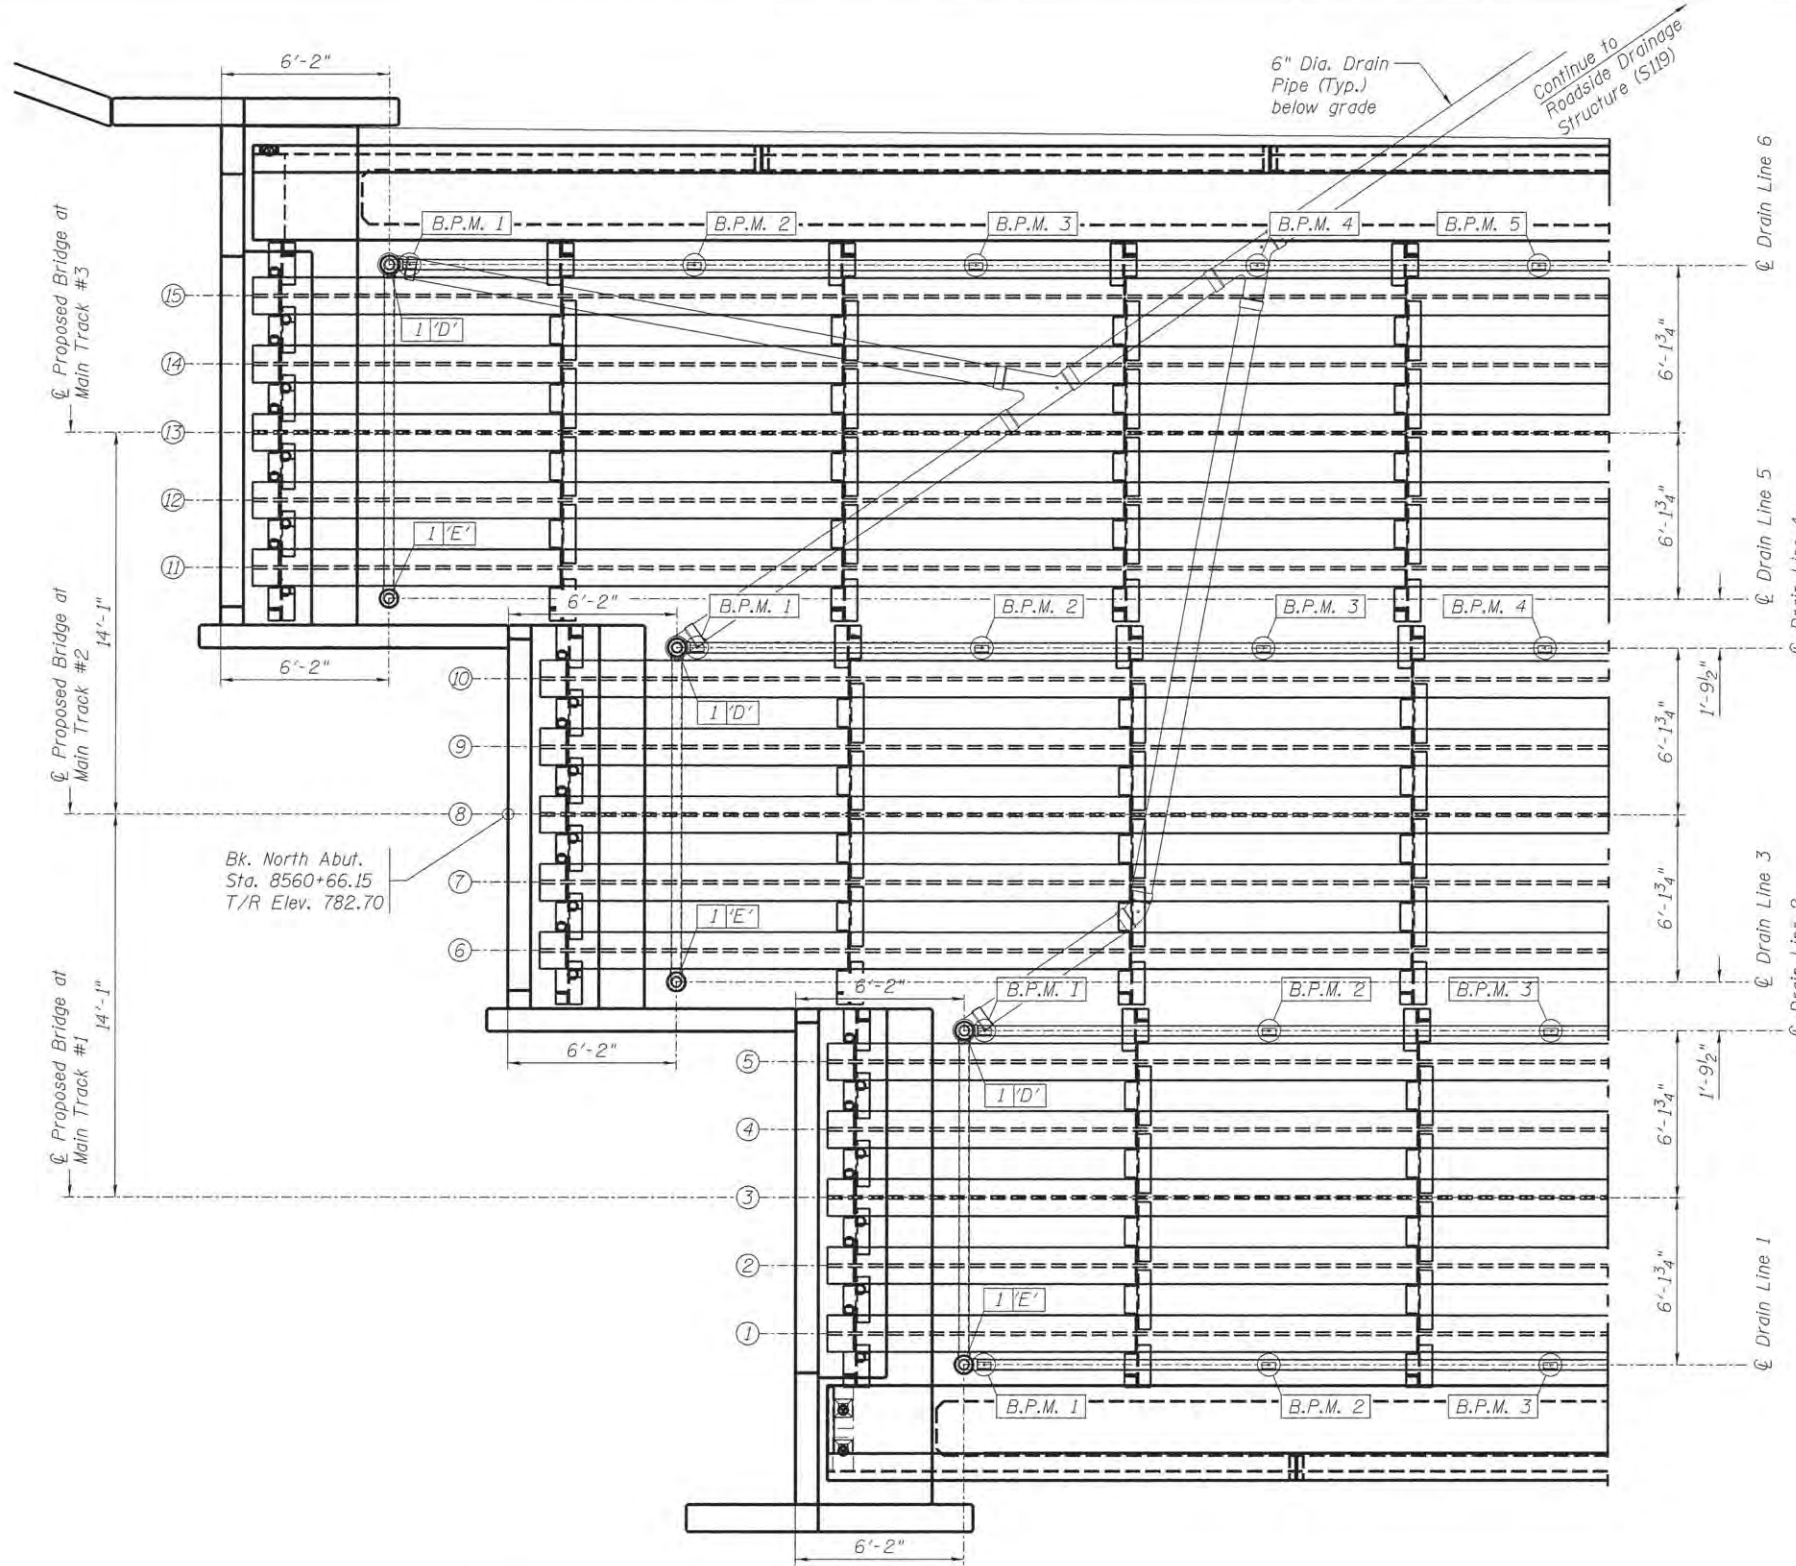 6'-2"
6" Dia. Drain
Pipe (Typ.)
below grade
Continue to
Roadside Drainage
Structure (S119)
℄ Drain Line 6
℄ Proposed Bridge at
Main Track #3
B.P.M. 1
B.P.M. 2
B.P.M. 3
B.P.M. 4
B.P.M. 5
15
1 'D'
14
6'-1¾"
13
12
1 'E'
6'-1¾"
℄ Drain Line 5
11
14'-1"
6'-2"
B.P.M. 1
B.P.M. 2
B.P.M. 3
B.P.M. 4
6'-2"
℄ Proposed Bridge at
Main Track #2
10
1 'D'
1'-9½"
6'-1¾"
9
8
Bk. North Abut.
Sta. 8560+66.15
T/R Elev. 782.70
7
1 'E'
6'-1¾"
℄ Drain Line 3
6
14'-1"
6'-2"
B.P.M. 1
B.P.M. 2
B.P.M. 3
℄ Proposed Bridge at
Main Track #1
6'-2"
5
1 'D'
1'-9½"
6'-1¾"
4
3
2
1 'E'
6'-1¾"
℄ Drain Line 1
1
B.P.M. 1
B.P.M. 2
B.P.M. 3
6'-2"